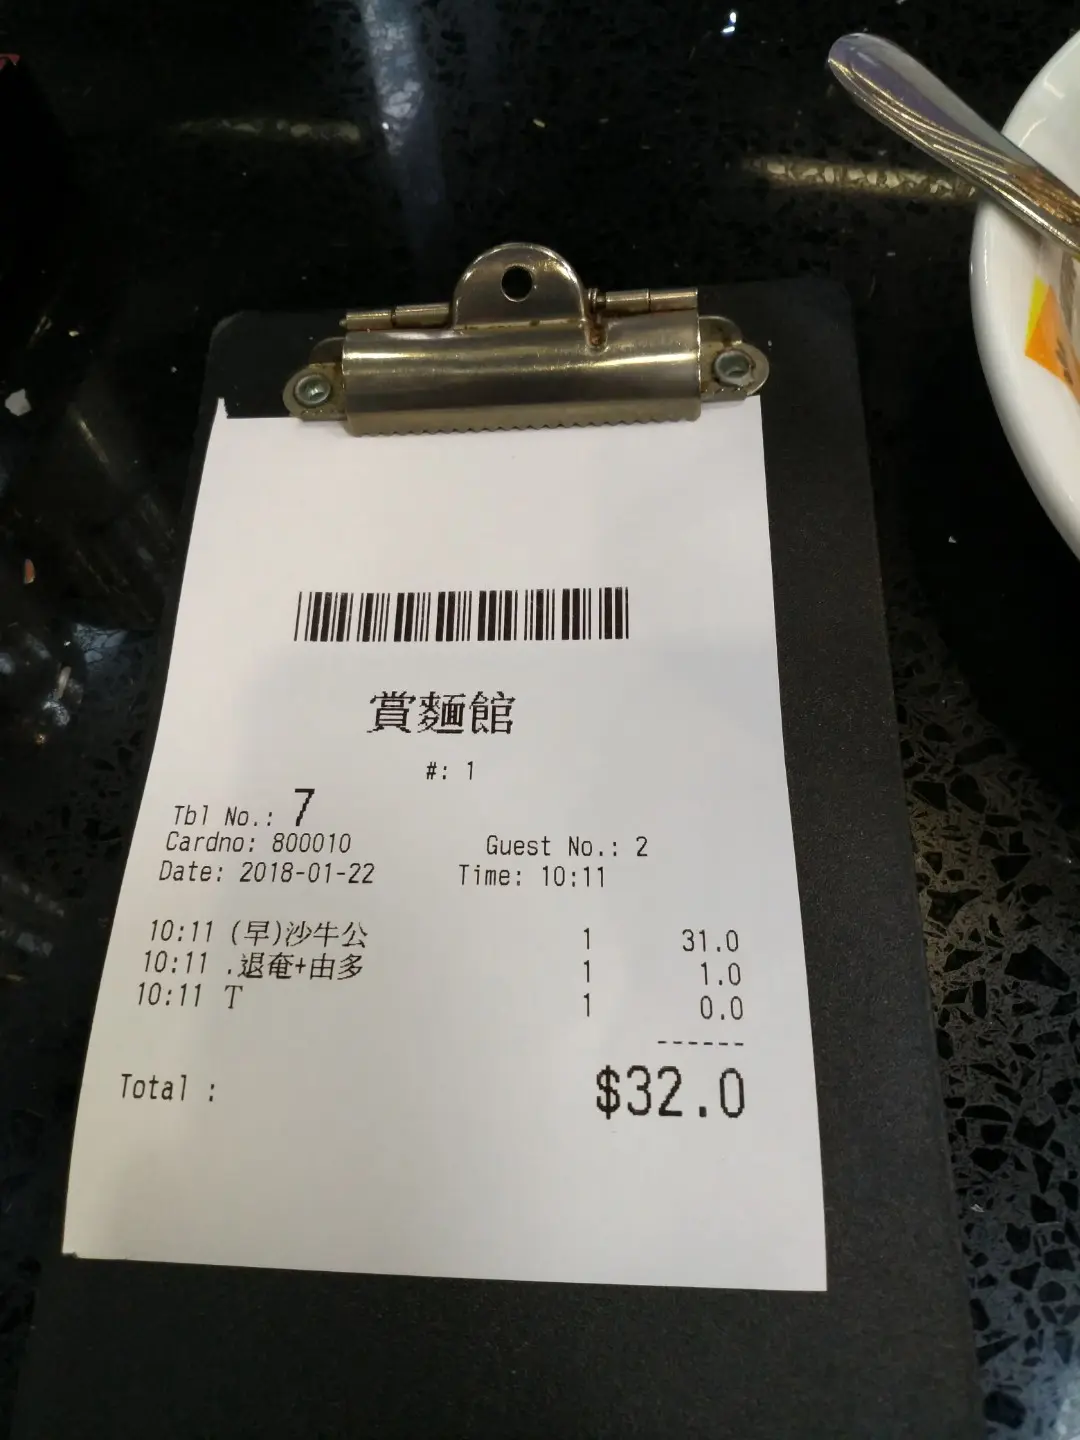 賞麵館
#: 1
Tbl No.: 7
Cardno: 800010 Guest No.: 2
Date: 2018-01-22 Time: 10:11
10:11 (早)沙牛公 1 31.0
10:11 .退奄+由多 1 1.0
10:11 T 1 0.0
------
Total : $32.0